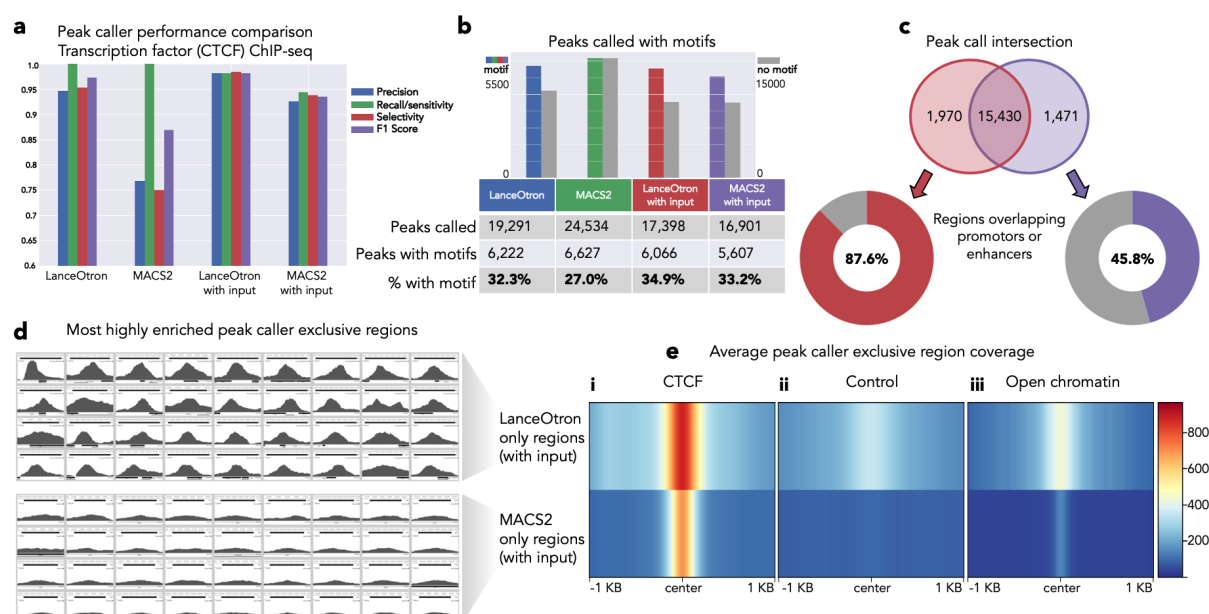 a
Peak caller performance comparison
Transcription factor (CTCF) ChIP-seq
1.0
0.95
0.9
0.85
0.8
0.75
0.7
0.65
0.6
LanceOtron
MACS2
LanceOtron
with input
MACS2
with input
Precision
Recall/sensitivity
Selectivity
F1 Score
b
Peaks called with motifs
motif
5500
0
no motif
15000
0
LanceOtron MACS2 LanceOtron with input MACS2 with input
Peaks called 19,291 24,534 17,398 16,901
Peaks with motifs 6,222 6,627 6,066 5,607
% with motif 32.3% 27.0% 34.9% 33.2%
c
Peak call intersection
1,970 15,430 1,471
Regions overlapping
promotors or
enhancers
87.6%
45.8%
d
Most highly enriched peak caller exclusive regions
LanceOtron
only regions
(with input)
MACS2
only regions
(with input)
e
Average peak caller exclusive region coverage
i CTCF
ii Control
iii Open chromatin
800
600
400
200
-1 KB center 1 KB
-1 KB center 1 KB
-1 KB center 1 KB